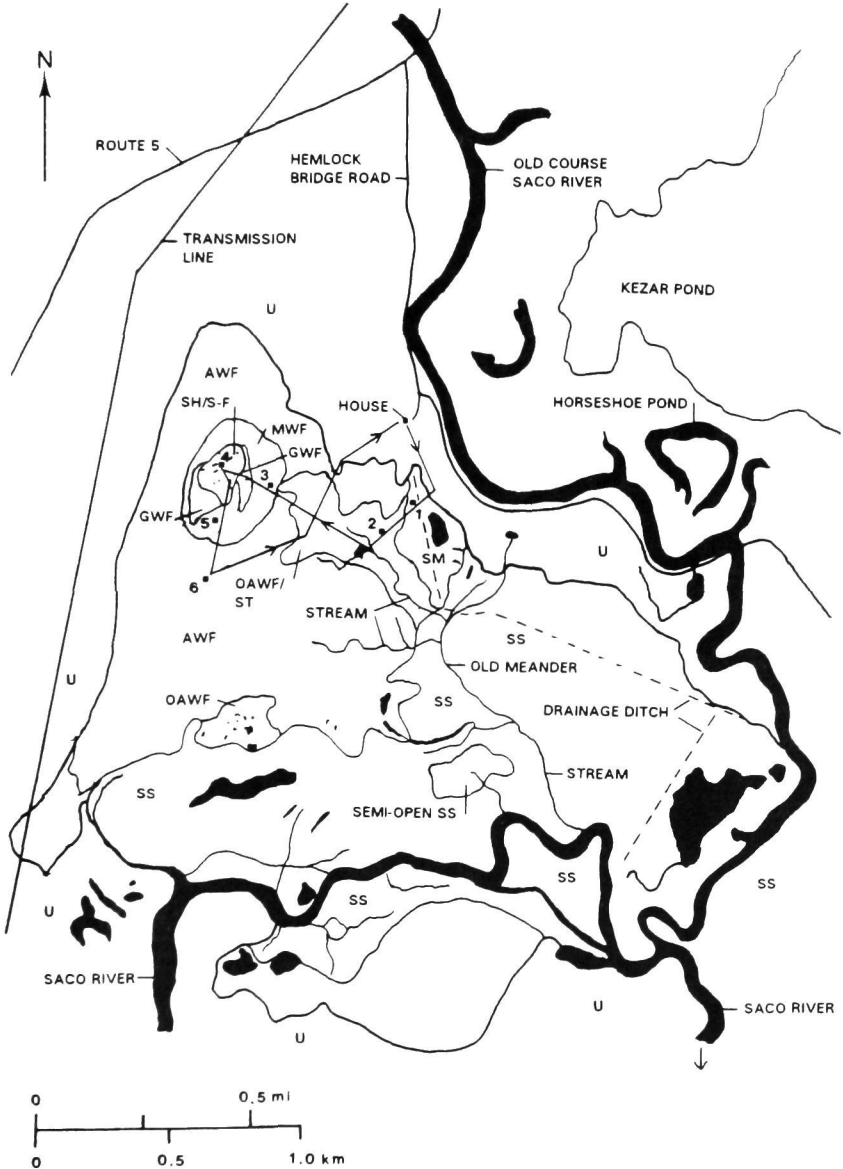 N
ROUTE 5
HEMLOCK
BRIDGE ROAD
OLD COURSE
SACO RIVER
TRANSMISSION
LINE
KEZAR POND
U
AWF
SH/S-F
HOUSE
HORSESHOE POND
MWF
GWF
4
3
GWF
5
2
1
U
SM
6
OAWF/
ST
STREAM
AWF
SS
OLD MEANDER
U
OAWF
SS
DRAINAGE DITCH
SS
STREAM
SEMI-OPEN SS
SS
SS
SS
U
SACO RIVER
U
SACO RIVER
U
0 0.5 mi
0 0.5 1.0 km